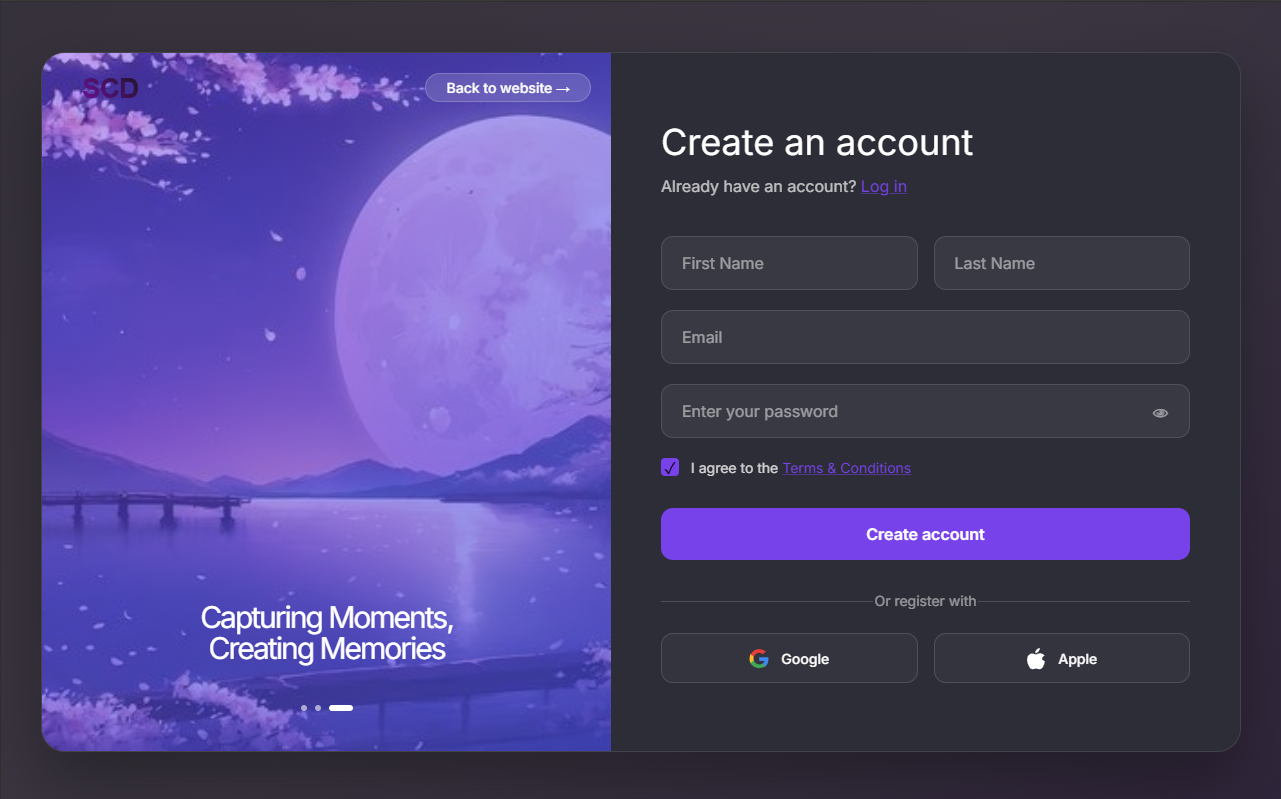 SCD
Back to website →
Capturing Moments,
Creating Memories
Create an account
Already have an account? Log in
First Name
Last Name
Email
Enter your password
I agree to the Terms & Conditions
Create account
Or register with
Google
Apple